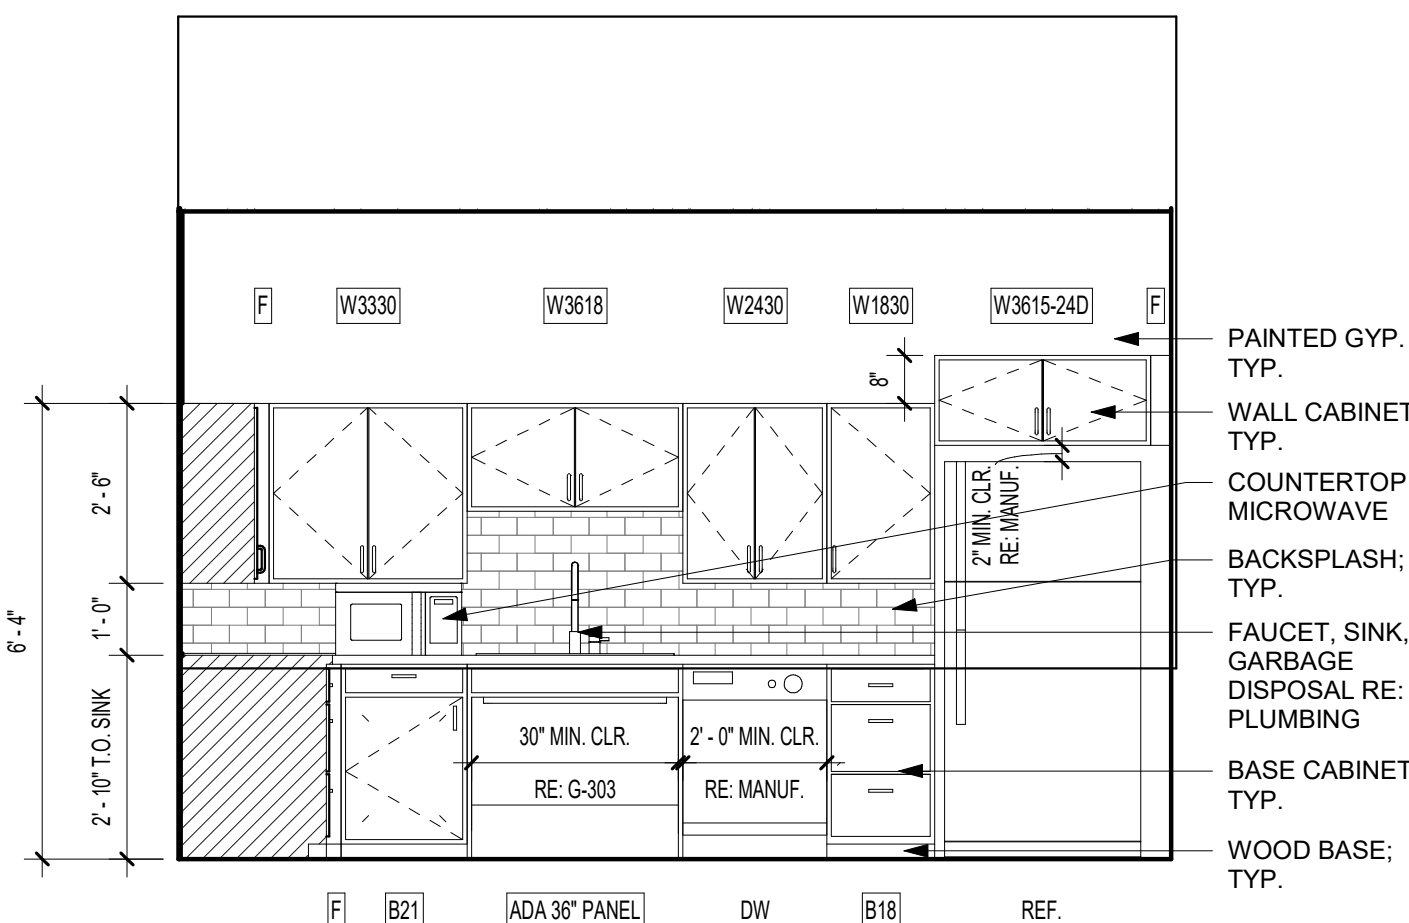 F W3330 W3618 W2430 W1830 W3615-24D F
PAINTED GYP.
TYP.
8"
WALL CABINET
TYP.
2' - 6"
2" MIN. CLR.
RE: MANUF.
COUNTERTOP
MICROWAVE
BACKSPLASH;
TYP.
1' - 0"
6' - 4"
FAUCET, SINK,
GARBAGE
DISPOSAL RE:
PLUMBING
2' - 10" T.O. SINK
30" MIN. CLR.
RE: G-303
2' - 0" MIN. CLR.
RE: MANUF.
BASE CABINET
TYP.
WOOD BASE;
TYP.
F B21 ADA 36" PANEL DW B18 REF.